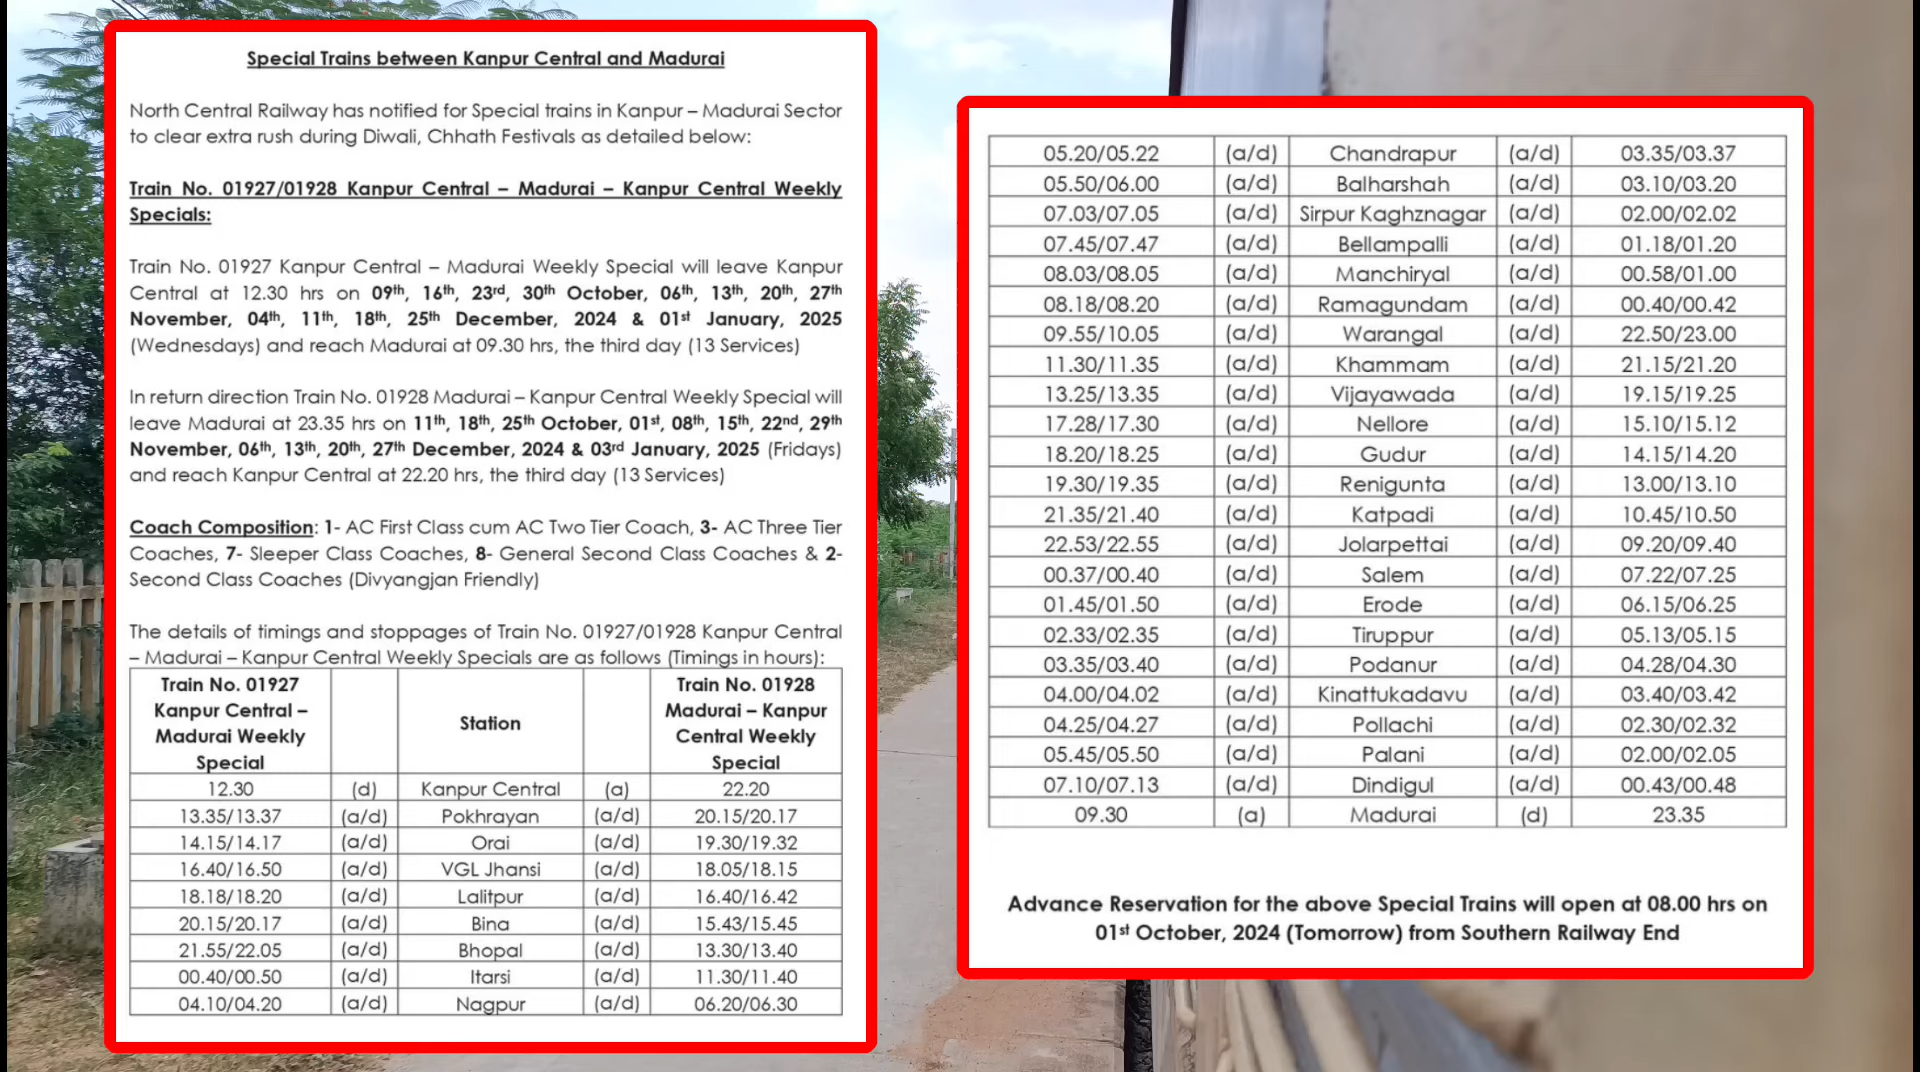 Special Trains between Kanpur Central and Madurai
North Central Railway has notified for Special trains in Kanpur – Madurai Sector
to clear extra rush during Diwali, Chhath Festivals as detailed below:
Train No. 01927/01928 Kanpur Central – Madurai – Kanpur Central Weekly
Specials:
Train No. 01927 Kanpur Central – Madurai Weekly Special will leave Kanpur
Central at 12.30 hrs on 09th, 16th, 23rd, 30th October, 06th, 13th, 20th, 27th
November, 04th, 11th, 18th, 25th December, 2024 & 01st January, 2025
(Wednesdays) and reach Madurai at 09.30 hrs, the third day (13 Services)
In return direction Train No. 01928 Madurai – Kanpur Central Weekly Special will
leave Madurai at 23.35 hrs on 11th, 18th, 25th October, 01st, 08th, 15th, 22nd, 29th
November, 06th, 13th, 20th, 27th December, 2024 & 03rd January, 2025 (Fridays)
and reach Kanpur Central at 22.20 hrs, the third day (13 Services)
Coach Composition: 1- AC First Class cum AC Two Tier Coach, 3- AC Three Tier
Coaches, 7- Sleeper Class Coaches, 8- General Second Class Coaches & 2-
Second Class Coaches (Divyangjan Friendly)
The details of timings and stoppages of Train No. 01927/01928 Kanpur Central
– Madurai – Kanpur Central Weekly Specials are as follows (Timings in hours):
Train No. 01927 Kanpur Central – Madurai Weekly Special | Station | Train No. 01928 Madurai – Kanpur Central Weekly Special
12.30 (d) Kanpur Central (a) 22.20
13.35/13.37 (a/d) Pokhrayan (a/d) 20.15/20.17
14.15/14.17 (a/d) Orai (a/d) 19.30/19.32
16.40/16.50 (a/d) VGL Jhansi (a/d) 18.05/18.15
18.18/18.20 (a/d) Lalitpur (a/d) 16.40/16.42
20.15/20.17 (a/d) Bina (a/d) 15.43/15.45
21.55/22.05 (a/d) Bhopal (a/d) 13.30/13.40
00.40/00.50 (a/d) Itarsi (a/d) 11.30/11.40
04.10/04.20 (a/d) Nagpur (a/d) 06.20/06.30
05.20/05.22 (a/d) Chandrapur (a/d) 03.35/03.37
05.50/06.00 (a/d) Balharshah (a/d) 03.10/03.20
07.03/07.05 (a/d) Sirpur Kaghznagar (a/d) 02.00/02.02
07.45/07.47 (a/d) Bellampalli (a/d) 01.18/01.20
08.03/08.05 (a/d) Manchiryal (a/d) 00.58/01.00
08.18/08.20 (a/d) Ramagundam (a/d) 00.40/00.42
09.55/10.05 (a/d) Warangal (a/d) 22.50/23.00
11.30/11.35 (a/d) Khammam (a/d) 21.15/21.20
13.25/13.35 (a/d) Vijayawada (a/d) 19.15/19.25
17.28/17.30 (a/d) Nellore (a/d) 15.10/15.12
18.20/18.25 (a/d) Gudur (a/d) 14.15/14.20
19.30/19.35 (a/d) Renigunta (a/d) 13.00/13.10
21.35/21.40 (a/d) Katpadi (a/d) 10.45/10.50
22.53/22.55 (a/d) Jolarpettai (a/d) 09.20/09.40
00.37/00.40 (a/d) Salem (a/d) 07.22/07.25
01.45/01.50 (a/d) Erode (a/d) 06.15/06.25
02.33/02.35 (a/d) Tiruppur (a/d) 05.13/05.15
03.35/03.40 (a/d) Podanur (a/d) 04.28/04.30
04.00/04.02 (a/d) Kinattukadavu (a/d) 03.40/03.42
04.25/04.27 (a/d) Pollachi (a/d) 02.30/02.32
05.45/05.50 (a/d) Palani (a/d) 02.00/02.05
07.10/07.13 (a/d) Dindigul (a/d) 00.43/00.48
09.30 (a) Madurai (d) 23.35
Advance Reservation for the above Special Trains will open at 08.00 hrs on
01st October, 2024 (Tomorrow) from Southern Railway End